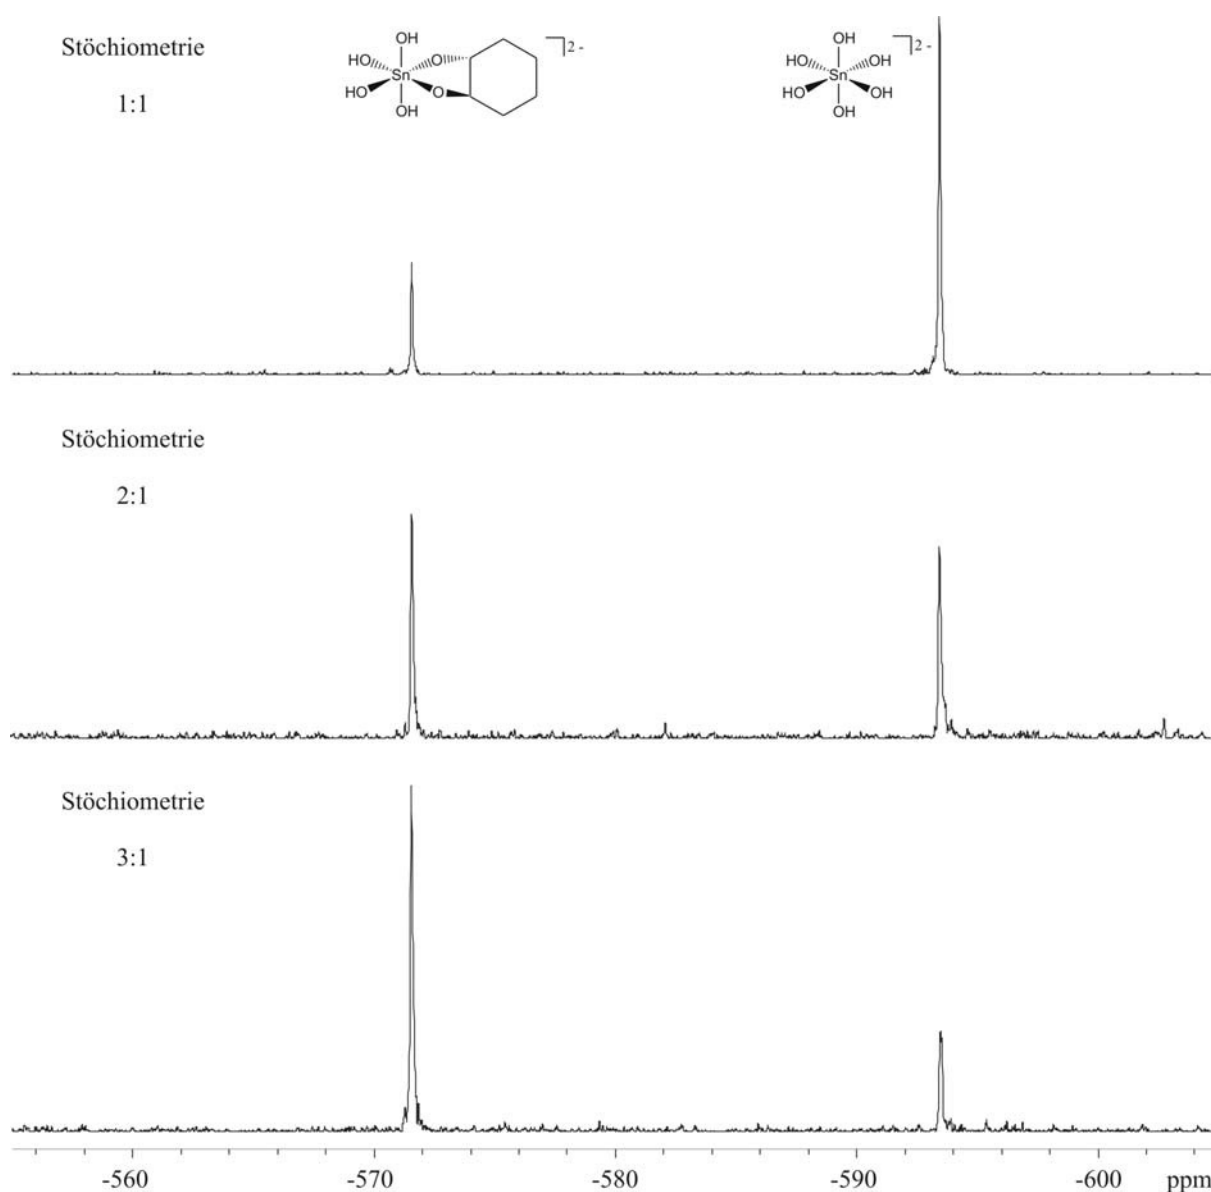 Stöchiometrie
1:1
OH
HO
O
Sn
HO
O
OH
2 -
OH
HO
OH
Sn
HO
OH
OH
2 -
Stöchiometrie
2:1
Stöchiometrie
3:1
-560 -570 -580 -590 -600 ppm